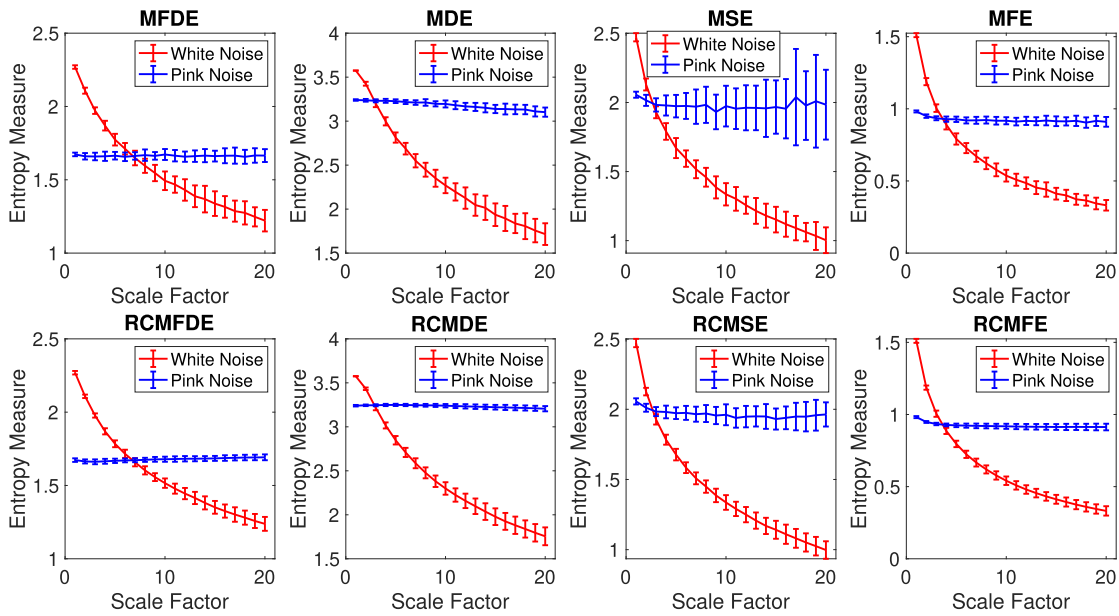 MFDE
2.5
2
1.5
1
0
10
20
Entropy Measure
Scale Factor
White Noise
Pink Noise
MDE
4
3.5
3
2.5
2
1.5
0
10
20
Entropy Measure
Scale Factor
White Noise
Pink Noise
MSE
2.5
2
1.5
1
0
10
20
Entropy Measure
Scale Factor
White Noise
Pink Noise
MFE
1.5
1
0.5
0
0
10
20
Entropy Measure
Scale Factor
White Noise
Pink Noise
RCMFDE
2.5
2
1.5
1
0
10
20
Entropy Measure
Scale Factor
White Noise
Pink Noise
RCMDE
4
3.5
3
2.5
2
1.5
0
10
20
Entropy Measure
Scale Factor
White Noise
Pink Noise
RCMSE
2.5
2
1.5
1
0
10
20
Entropy Measure
Scale Factor
White Noise
Pink Noise
RCMFE
1.5
1
0.5
0
0
10
20
Entropy Measure
Scale Factor
White Noise
Pink Noise